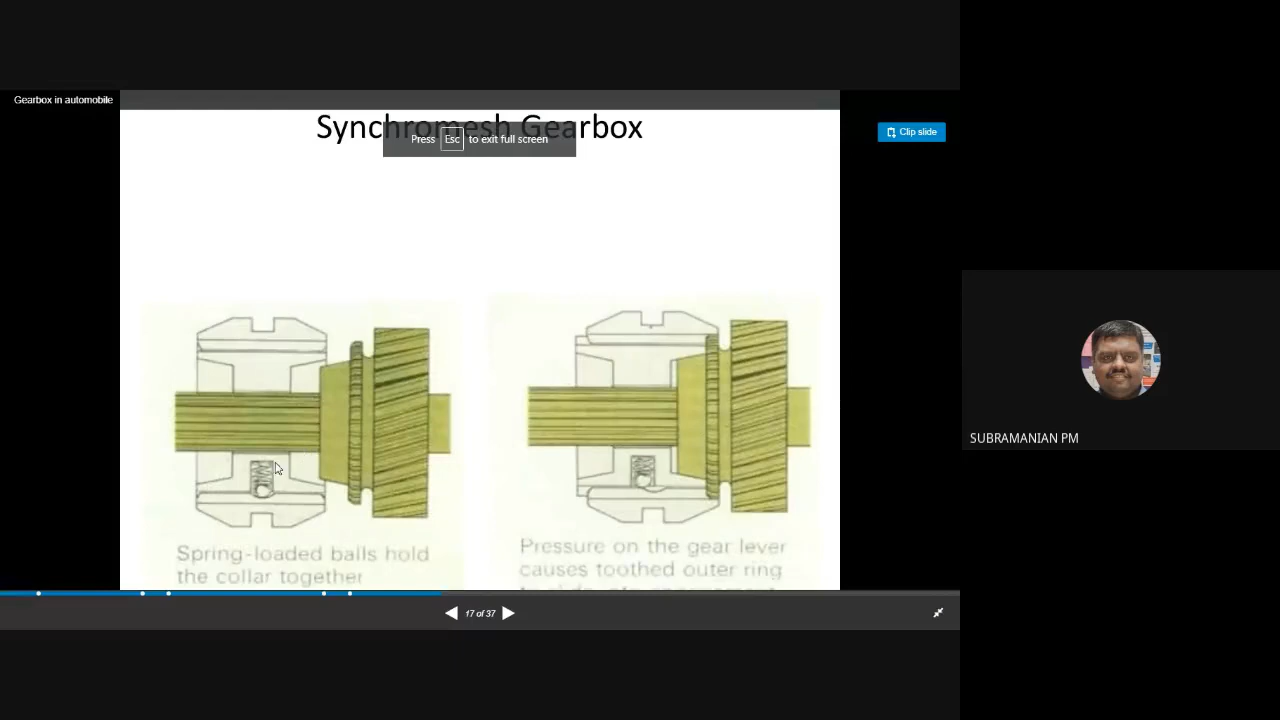 Gearbox in automobile
Synchromesh Gearbox
Press Esc to exit full screen
Clip slide
SUBRAMANIAN PM
Spring-loaded balls hold
the collar together
Pressure on the gear lever
causes toothed outer ring
17 of 37